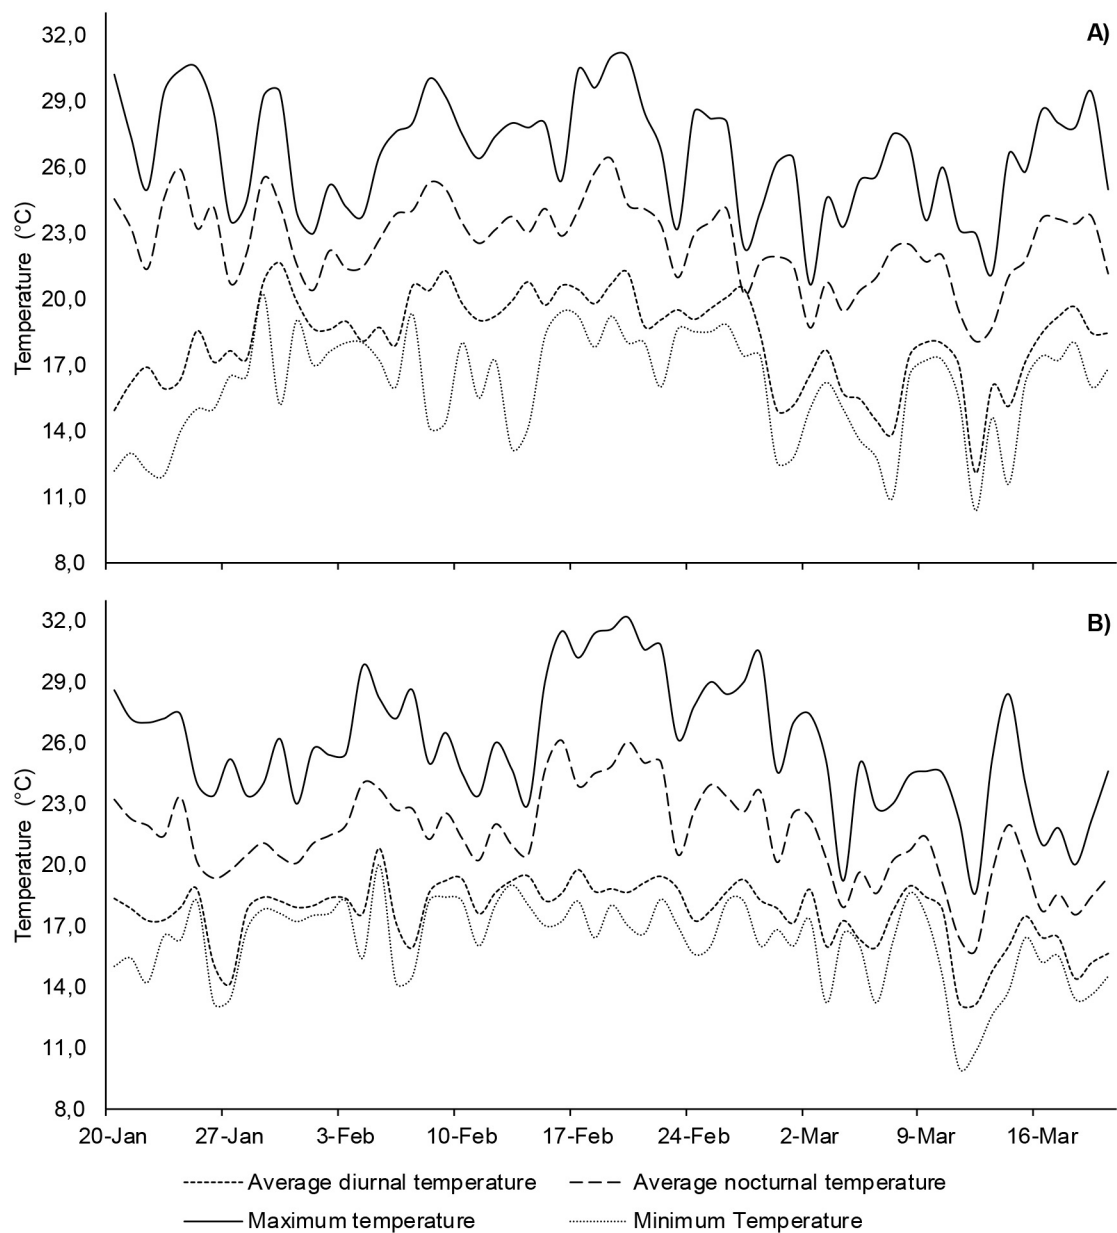 A)
32,0
29,0
26,0
23,0
20,0
17,0
14,0
11,0
8,0
Temperature (°C)
B)
32,0
29,0
26,0
23,0
20,0
17,0
14,0
11,0
8,0
Temperature (°C)
20-Jan 27-Jan 3-Feb 10-Feb 17-Feb 24-Feb 2-Mar 9-Mar 16-Mar
Average diurnal temperature Average nocturnal temperature
Maximum temperature Minimum Temperature